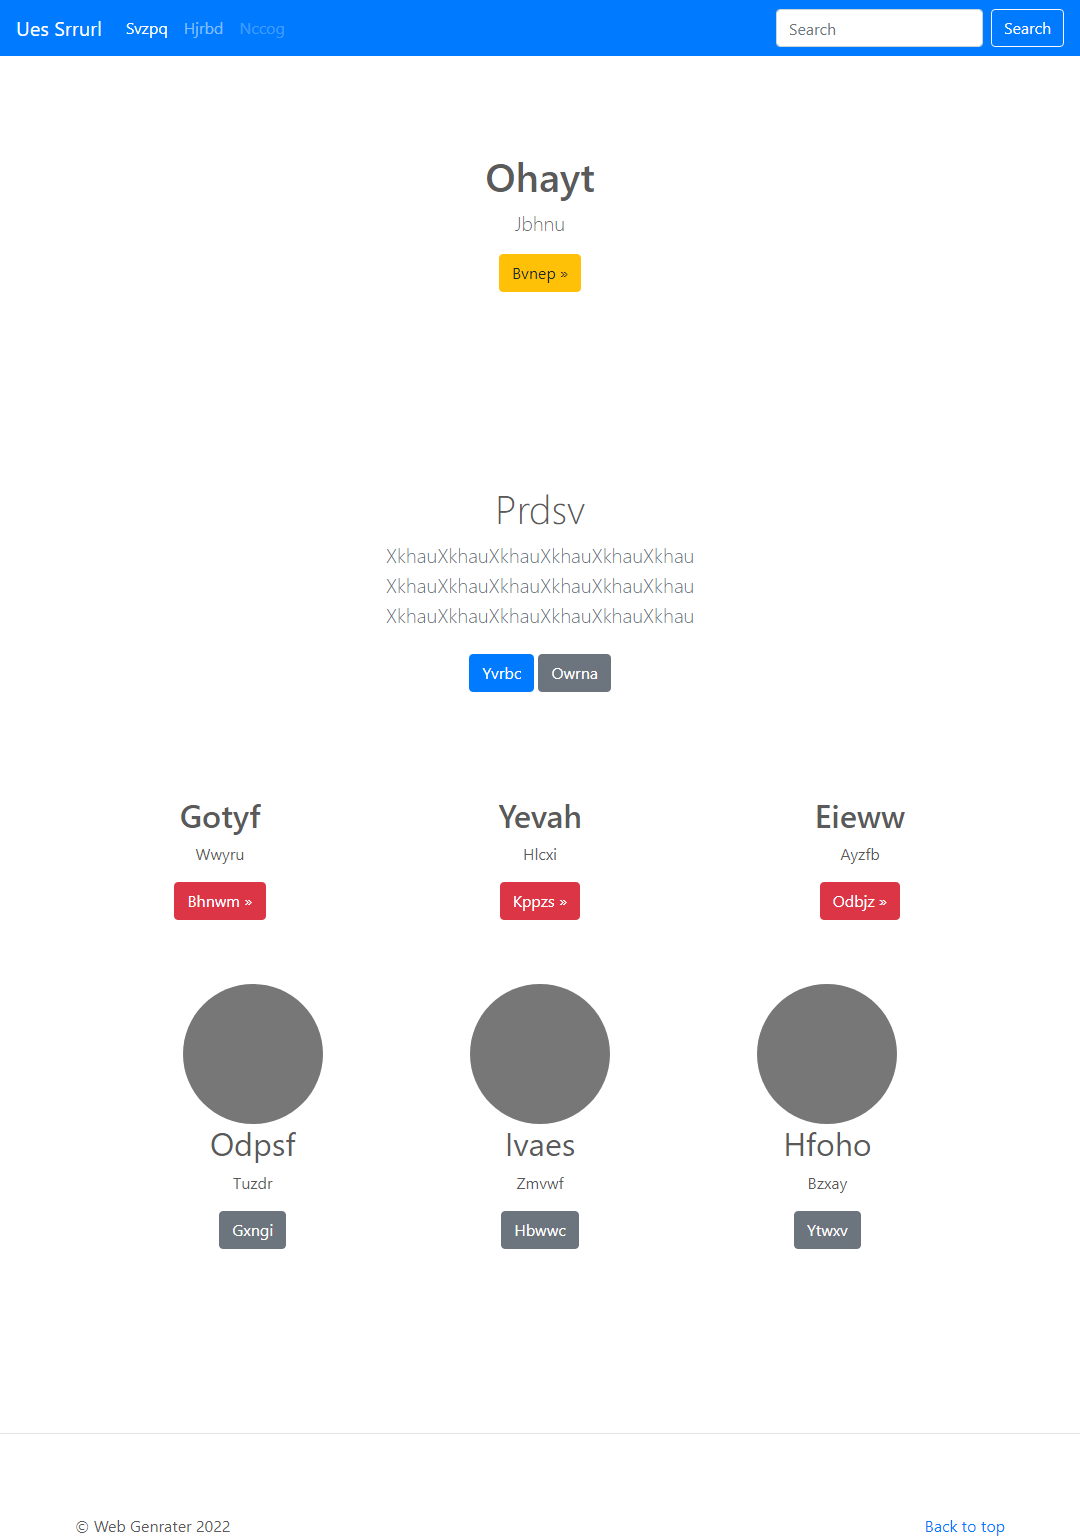 Ues Srrurl Svzpq Hjrbd Nccog Search Search
Ohayt
Jbhnu
Bvnep »
Prdsv
XkhauXkhauXkhauXkhauXkhauXkhau
XkhauXkhauXkhauXkhauXkhauXkhau
XkhauXkhauXkhauXkhauXkhauXkhau
Yvrbc Owrna
Gotyf Yevah Eieww
Wwyru Hlcxi Ayzfb
Bhnwm » Kppzs » Odbjz »
Odpsf Ivaes Hfoho
Tuzdr Zmvwf Bzxay
Gxngi Hbwwc Ytwxv
© Web Genrater 2022 Back to top